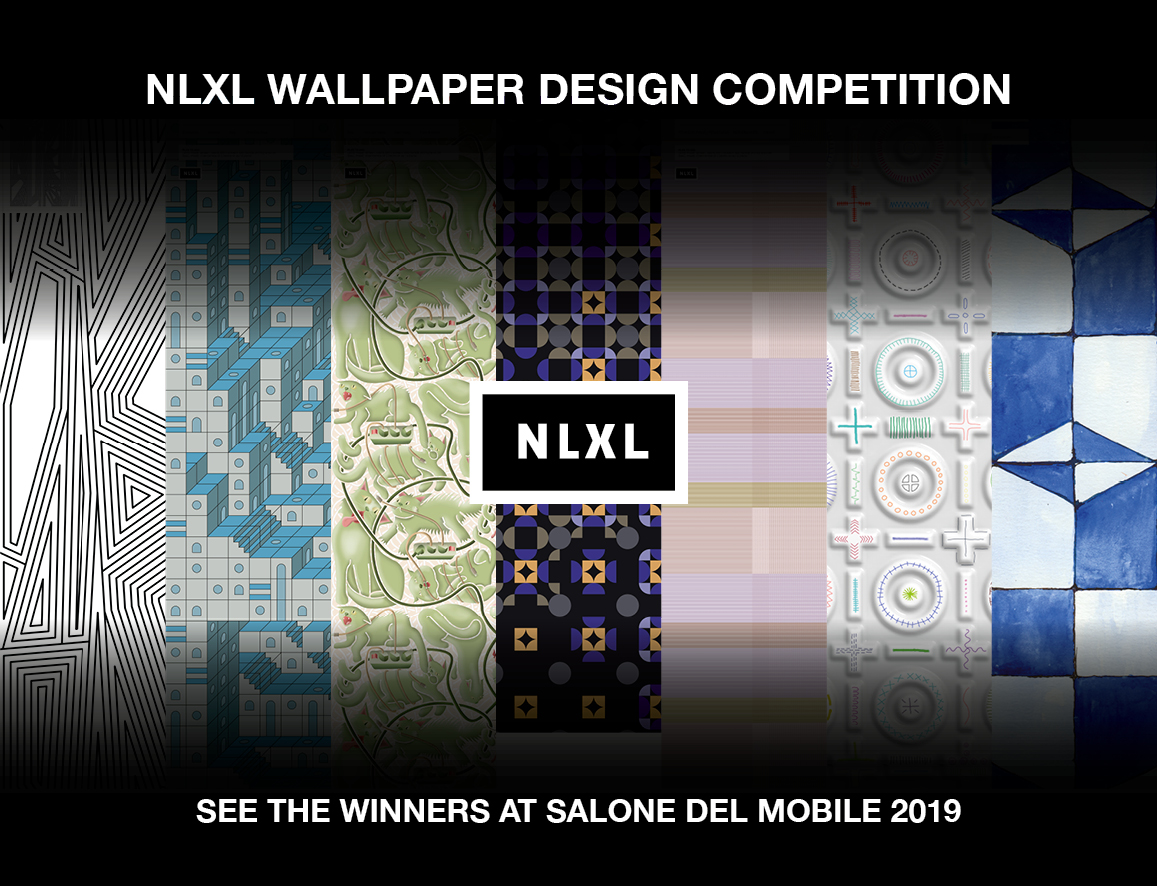 NLXL WALLPAPER DESIGN COMPETITION
NLXL
SEE THE WINNERS AT SALONE DEL MOBILE 2019